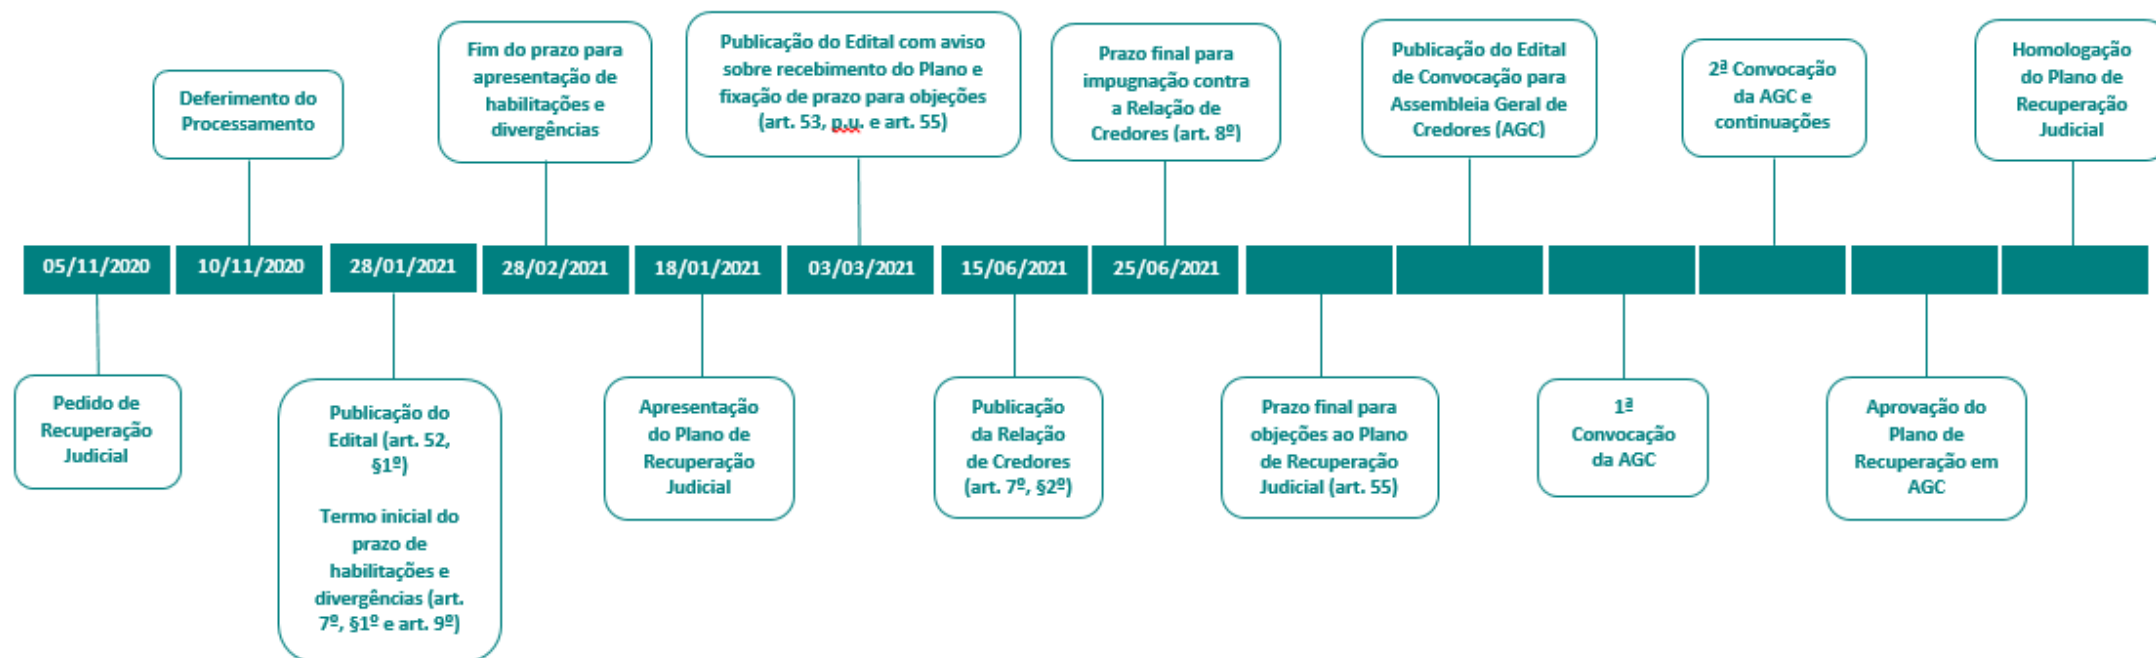 Deferimento do
Processamento
Fim do prazo para
apresentação de
habilitações e
divergências
Publicação do Edital com aviso
sobre recebimento do Plano e
fixação de prazo para objeções
(art. 53, p.u. e art. 55)
Prazo final para
impugnação contra
a Relação de
Credores (art. 8º)
Publicação do Edital
de Convocação para
Assembleia Geral de
Credores (AGC)
2ª Convocação
da AGC e
continuações
Homologação
do Plano de
Recuperação
Judicial
05/11/2020
10/11/2020
28/01/2021
28/02/2021
18/01/2021
03/03/2021
15/06/2021
25/06/2021
Pedido de
Recuperação
Judicial
Publicação do
Edital (art. 52,
§1º)
Termo inicial do
prazo de
habilitações e
divergências (art.
7º, §1º e art. 9º)
Apresentação
do Plano de
Recuperação
Judicial
Publicação
da Relação
de Credores
(art. 7º, §2º)
Prazo final para
objeções ao Plano
de Recuperação
Judicial (art. 55)
1ª
Convocação
da AGC
Aprovação do
Plano de
Recuperação em
AGC